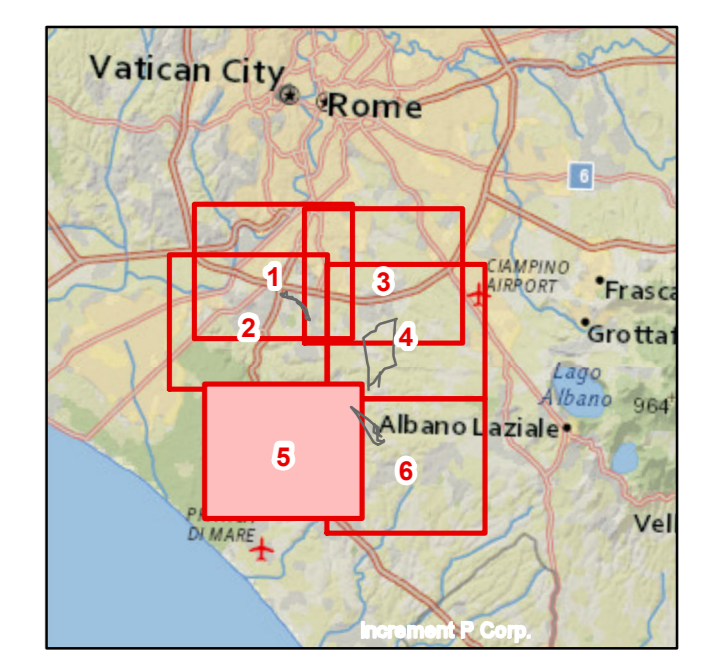 Vatican City
Rome
6
CIAMPINO
AIRPORT
Frasca
1
3
2
4
Grottaf
Lago
Albano
964
Albano Laziale
5
6
DI MARE
Vell
Increment P Corp.